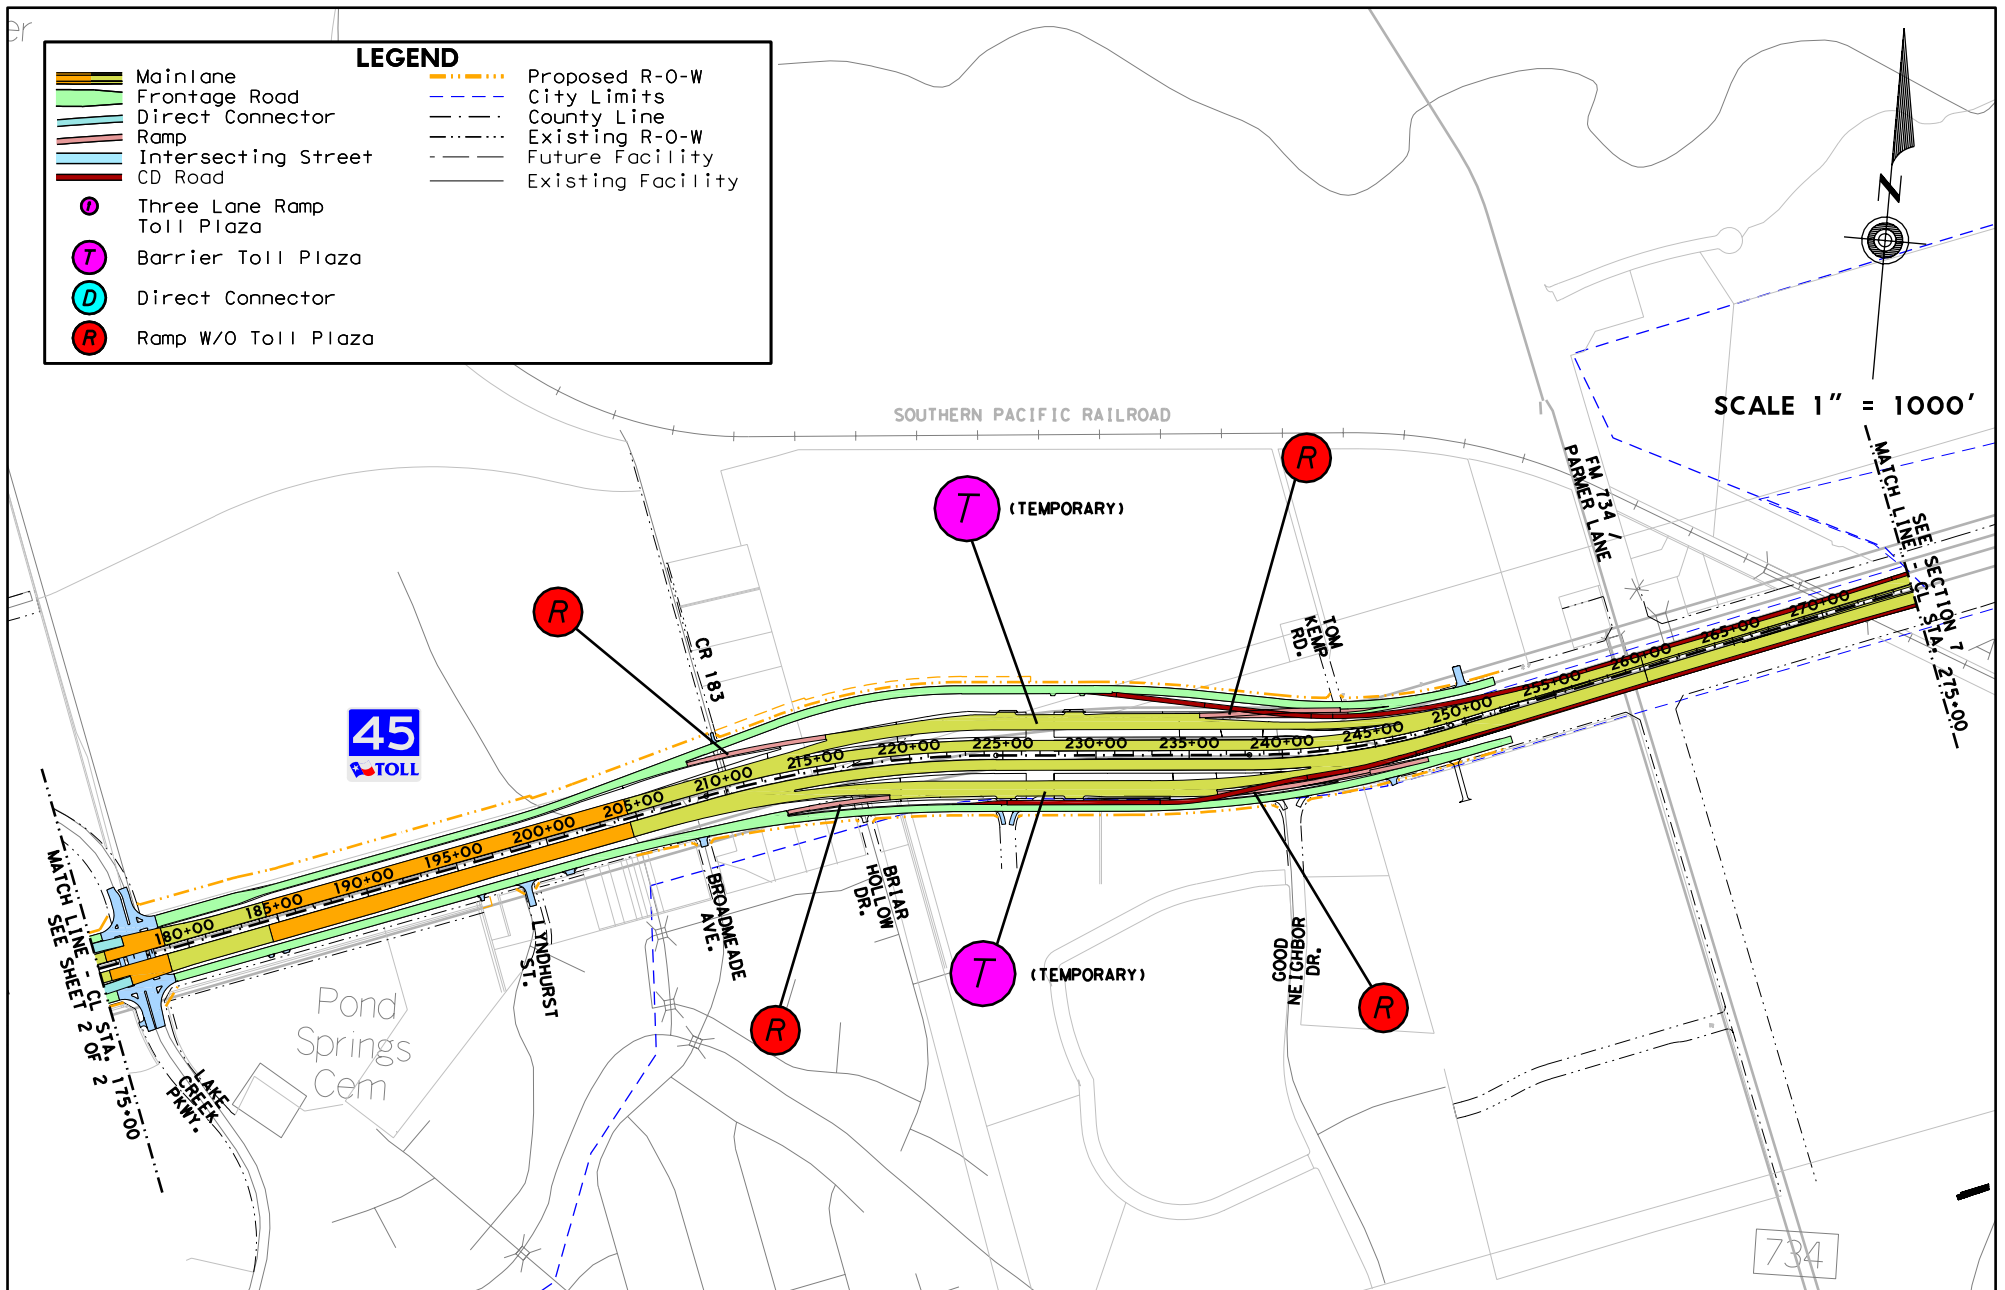 er
LEGEND
Mainlane
Frontage Road
Direct Connector
Ramp
Intersecting Street
CD Road
Three Lane Ramp
Toll Plaza
T
Barrier Toll Plaza
D
Direct Connector
R
Ramp W/O Toll Plaza
Proposed R-O-W
City Limits
County Line
Existing R-O-W
Future Facility
Existing Facility
N
SCALE 1" = 1000'
SOUTHERN PACIFIC RAILROAD
R
T
(TEMPORARY)
R
CR 183
TOM
KEMP
RD.
FM 734 /
PARMER LANE
MATCH LINE - CL STA. 275+00
SEE SECTION 7
45
TOLL
180+00
185+00
190+00
195+00
200+00
205+00
210+00
215+00
220+00
225+00
230+00
235+00
240+00
245+00
250+00
255+00
260+00
265+00
270+00
MATCH LINE - CL STA. 175+00
SEE SHEET 2 OF 2
LAKE
CREEK
PKWY.
Pond
Springs
Cem
LYNDHURST
ST.
BROADMEADE
AVE.
BRIAR
HOLLOW
DR.
GOOD
NEIGHBOR
DR.
R
T
(TEMPORARY)
R
734